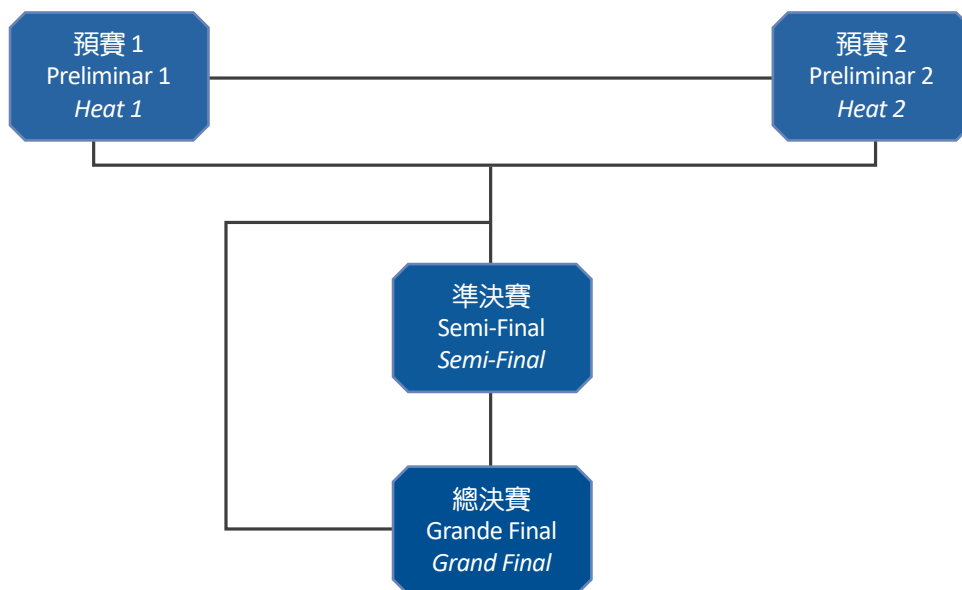 預賽 1
Preliminar 1
Heat 1
預賽 2
Preliminar 2
Heat 2
準決賽
Semi-Final
Semi-Final
總決賽
Grande Final
Grand Final